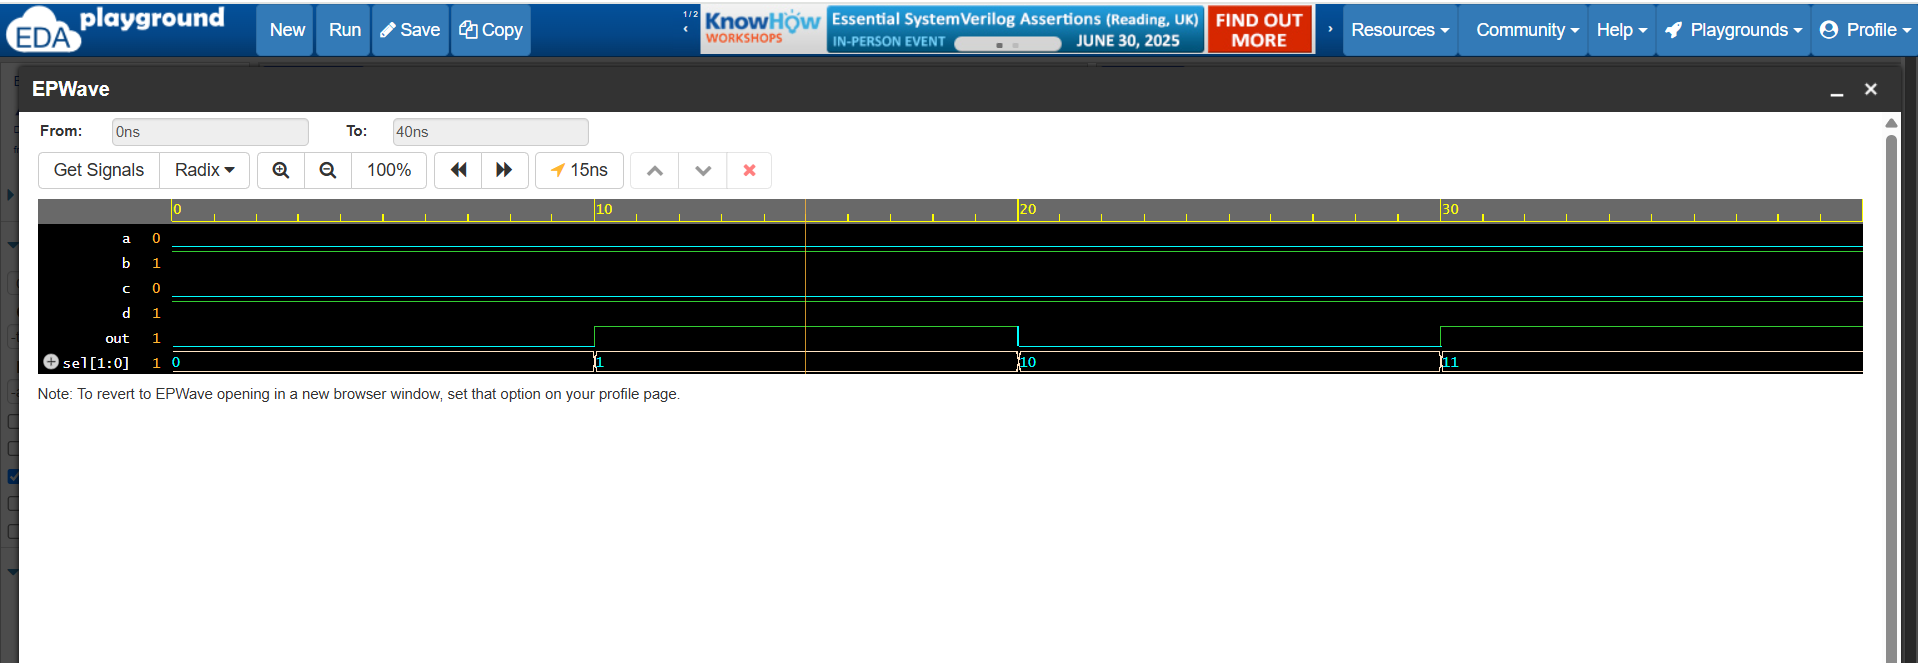 EDA playground
New
Run
Save
Copy
1/2
KnowHow
WORKSHOPS
Essential SystemVerilog Assertions (Reading, UK)
IN-PERSON EVENT
JUNE 30, 2025
FIND OUT
MORE
Resources
Community
Help
Playgrounds
Profile
EPWave
From:
0ns
To:
40ns
Get Signals
Radix
100%
15ns
0
10
20
30
a 0
b 1
c 0
d 1
out 1
sel[1:0] 1 0 1 10 11
Note: To revert to EPWave opening in a new browser window, set that option on your profile page.